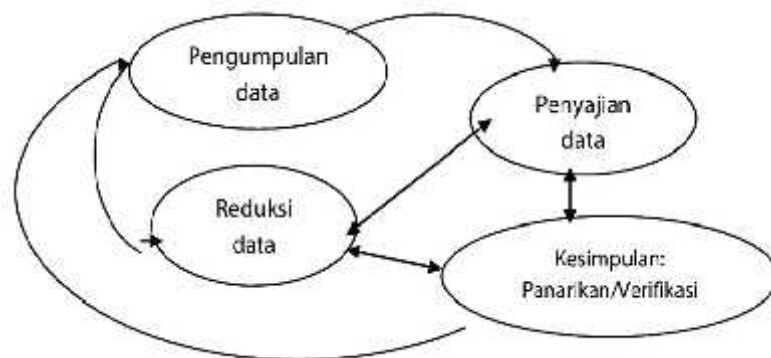 Pengumpulan
data
Penyajian
data
Reduksi
data
Kesimpulan:
Panarikan/Verifikasi